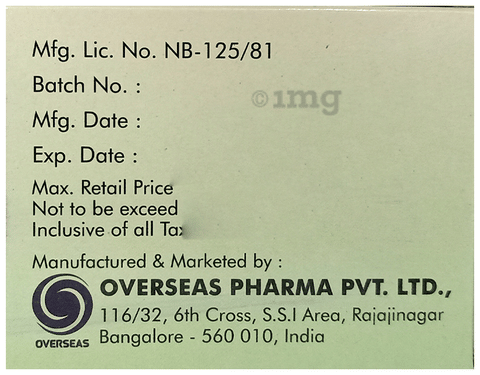 Mfg. Lic. No. NB-125/81
Batch No. :
©1mg
Mfg. Date :
Exp. Date :
Max. Retail Price
Not to be exceed
Inclusive of all Tax
Manufactured & Marketed by :
OVERSEAS PHARMA PVT. LTD.,
116/32, 6th Cross, S.S.I Area, Rajajinagar
Bangalore - 560 010, India
OVERSEAS